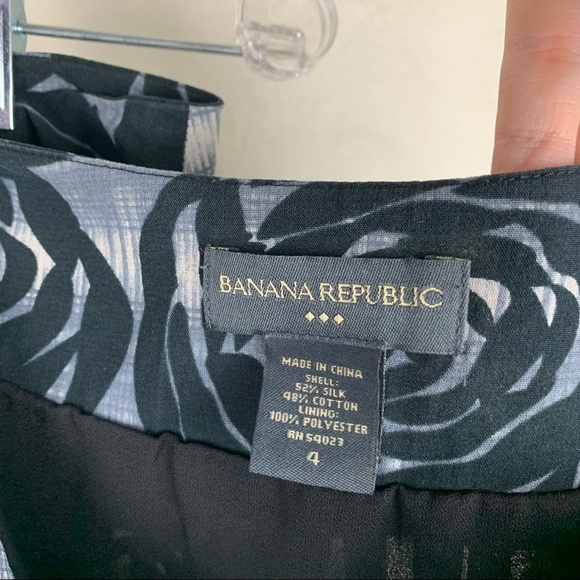 BANANA REPUBLIC
MADE IN CHINA
SHELL:
52% SILK
48% COTTON
LINING:
100% POLYESTER
RN 54023
4